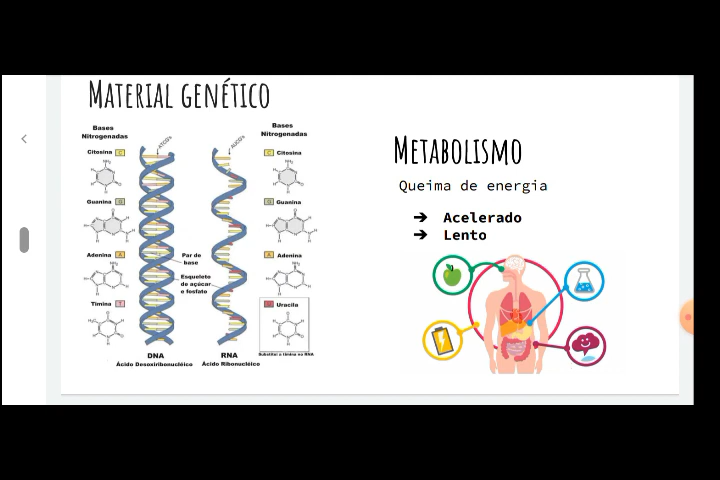 Material genético
Bases
Nitrogenadas
Citosina C
Guanina G
Adenina A
Timina T
Par de
base
Esqueleto
de açúcar
e fosfato
DNA
Ácido Desoxiribonucléico
RNA
Ácido Ribonucléico
Bases
Nitrogenadas
C Citosina
G Guanina
A Adenina
Uracila
Substitui a timina no RNA
Metabolismo
Queima de energia
➔ Acelerado
➔ Lento